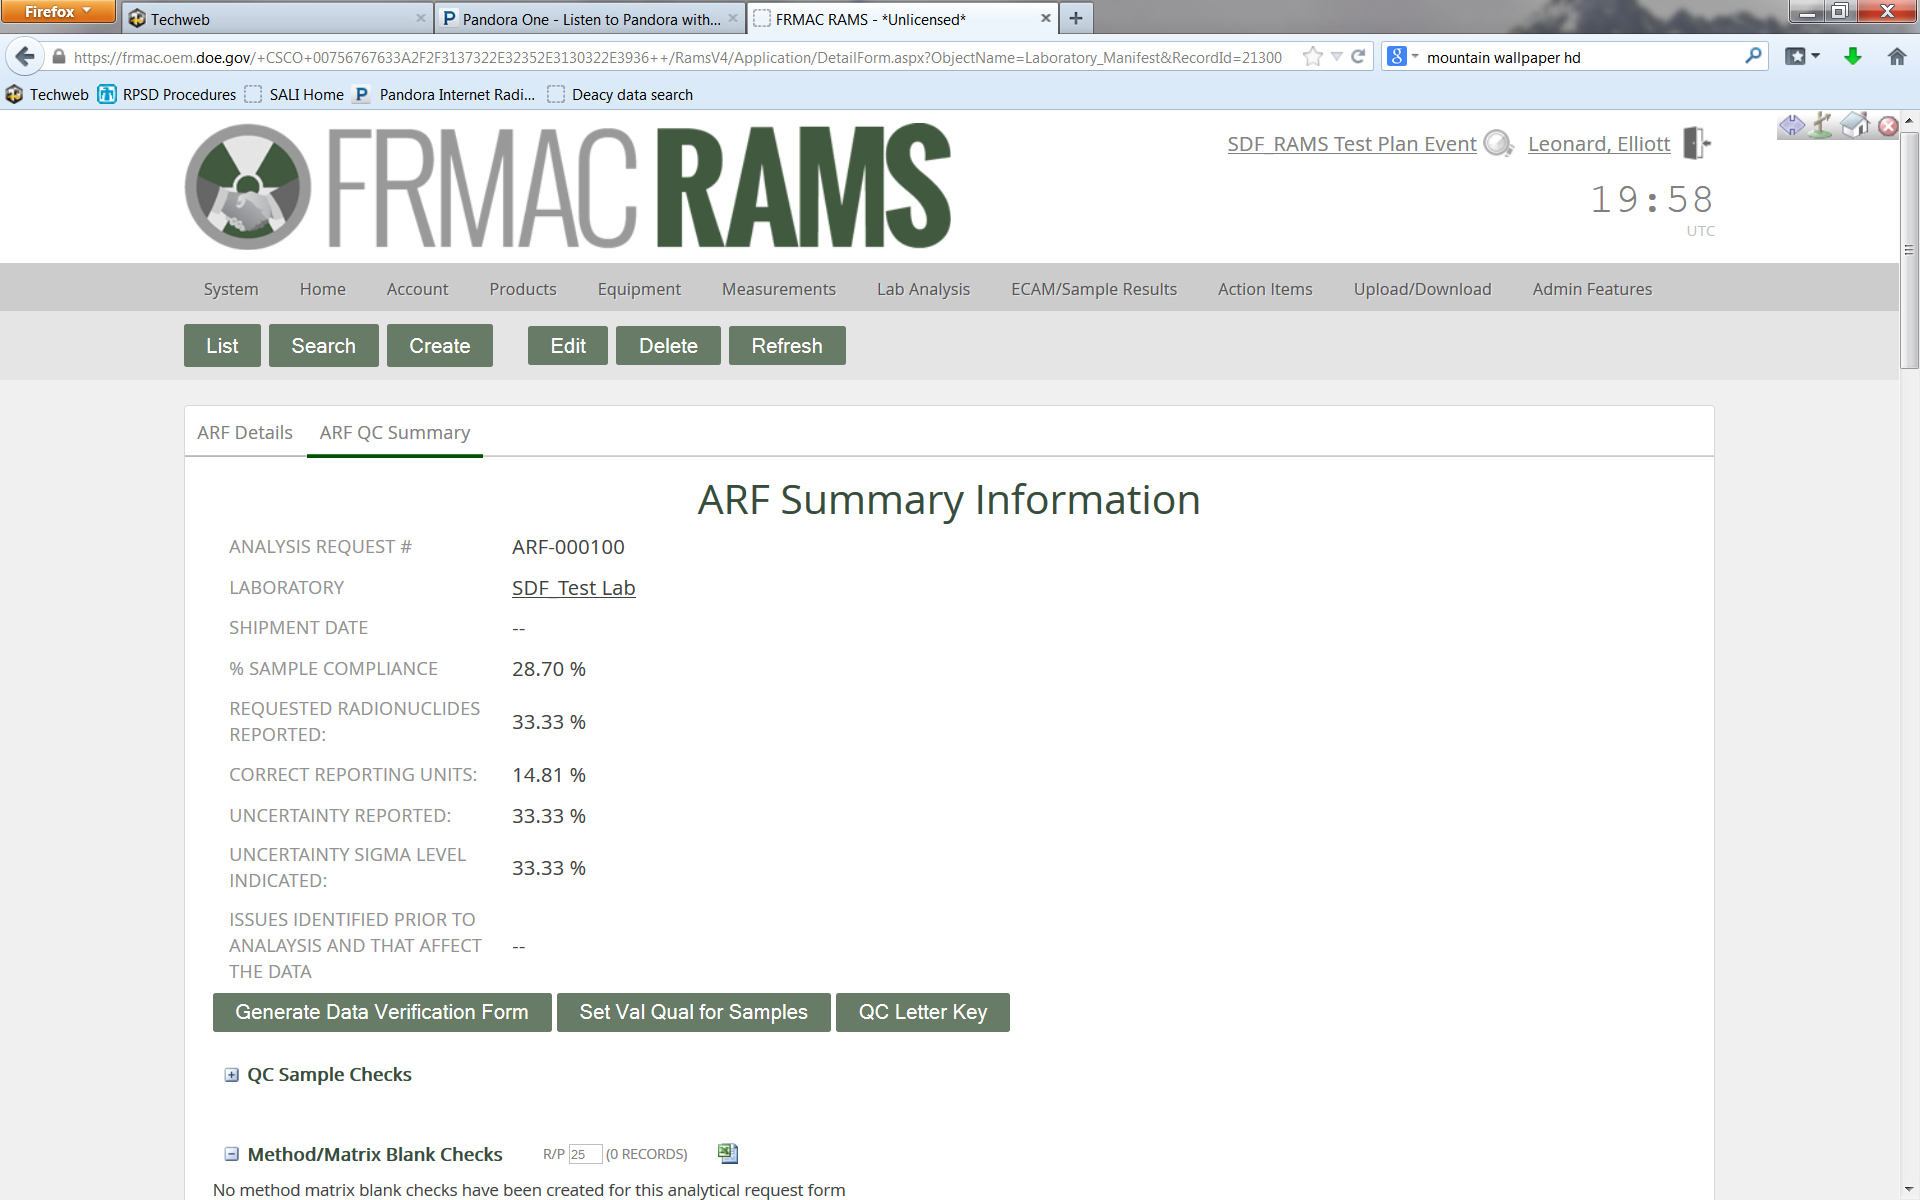 Firefox
Techweb
Pandora One - Listen to Pandora with...
FRMAC RAMS - *Unlicensed*
https://frmac.oem.doe.gov/+CSCO+00756767633A2F2F3137322E32352E3130322E3936++/RamsV4/Application/DetailForm.aspx?ObjectName=Laboratory_Manifest&RecordId=21300
mountain wallpaper hd
Techweb
RPSD Procedures
SALI Home
Pandora Internet Radi...
Deacy data search
FRMAC RAMS
SDF_RAMS Test Plan Event
Leonard, Elliott
19:58
UTC
System Home Account Products Equipment Measurements Lab Analysis ECAM/Sample Results Action Items Upload/Download Admin Features
List Search Create Edit Delete Refresh
ARF Details ARF QC Summary
ARF Summary Information
ANALYSIS REQUEST # ARF-000100
LABORATORY SDF_Test Lab
SHIPMENT DATE --
% SAMPLE COMPLIANCE 28.70 %
REQUESTED RADIONUCLIDES
REPORTED: 33.33 %
CORRECT REPORTING UNITS: 14.81 %
UNCERTAINTY REPORTED: 33.33 %
UNCERTAINTY SIGMA LEVEL
INDICATED: 33.33 %
ISSUES IDENTIFIED PRIOR TO
ANALAYSIS AND THAT AFFECT --
THE DATA
Generate Data Verification Form Set Val Qual for Samples QC Letter Key
QC Sample Checks
Method/Matrix Blank Checks R/P 25 (0 RECORDS)
No method matrix blank checks have been created for this analytical request form